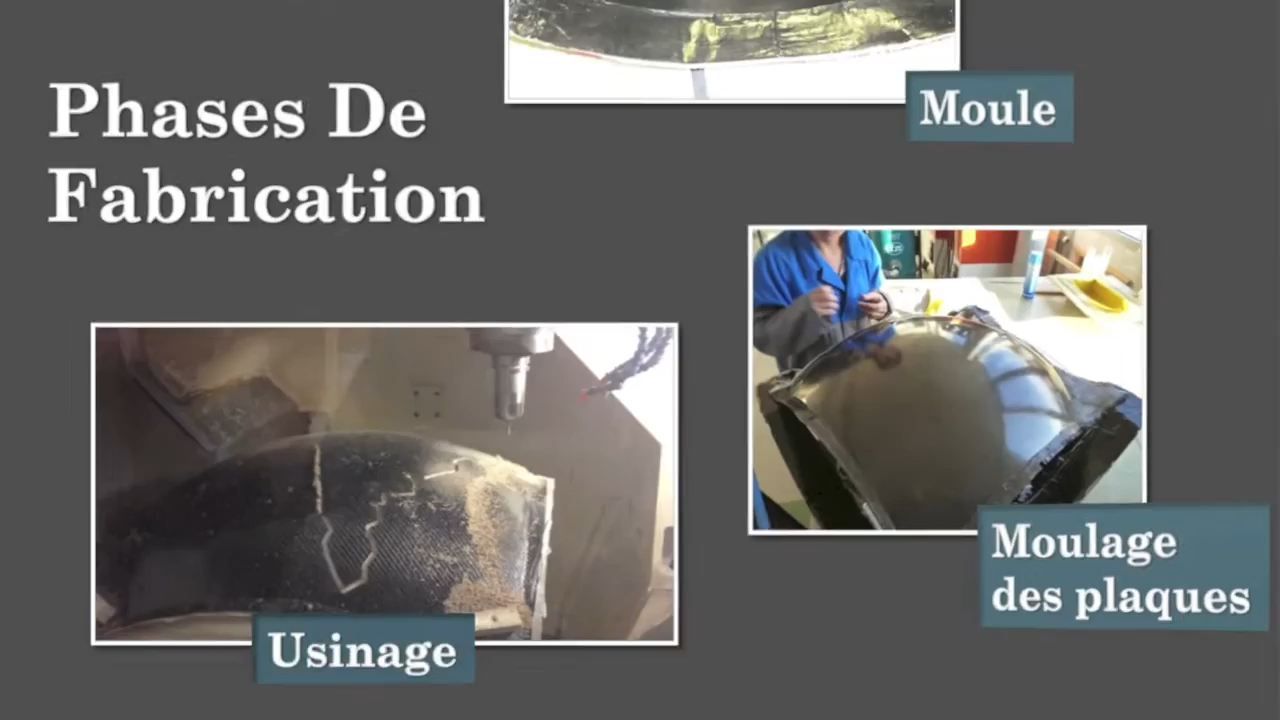 Phases De
Fabrication
Moule
Moulage
des plaques
Usinage